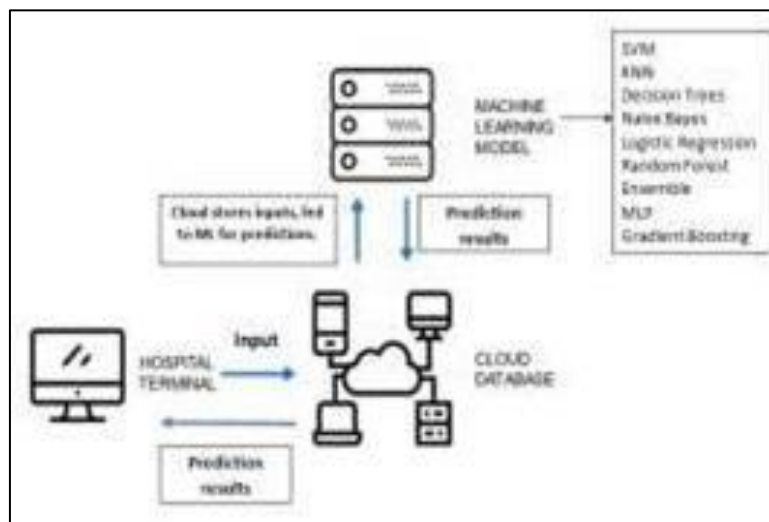 SVM
KNN
Decision Trees
Naive Bayes
Logistic Regression
Random Forest
Ensemble
MLP
Gradient Boosting
MACHINE
LEARNING
MODEL
Cloud stores inputs, fed
to ML for predictions.
Prediction
results
Input
HOSPITAL
TERMINAL
CLOUD
DATABASE
Prediction
results